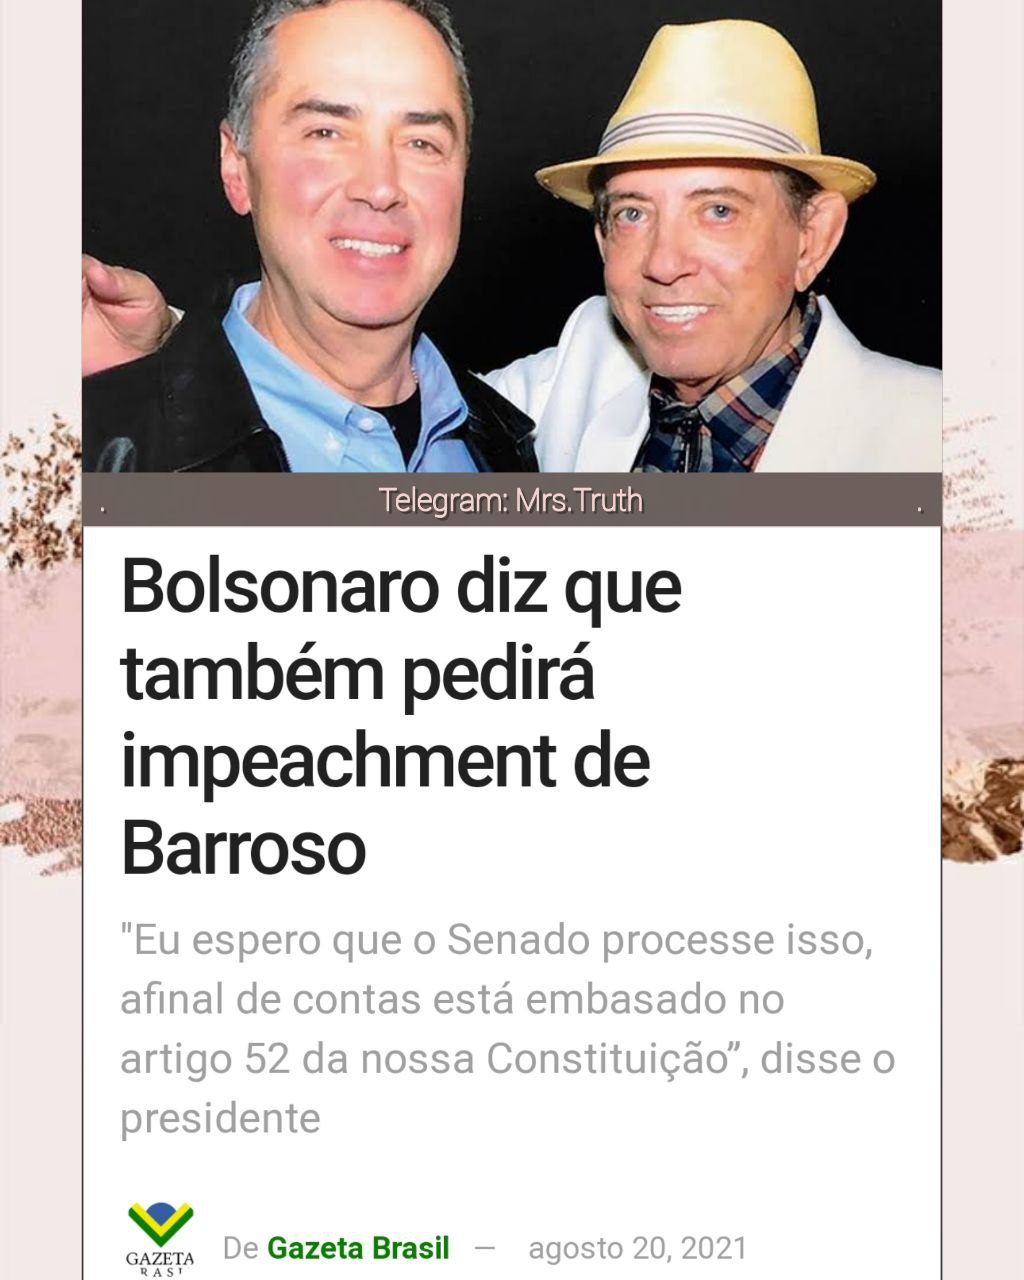 . Telegram: Mrs.Truth .
Bolsonaro diz que
também pedirá
impeachment de
Barroso
"Eu espero que o Senado processe isso,
afinal de contas está embasado no
artigo 52 da nossa Constituição”, disse o
presidente
GAZETA
RASI
De Gazeta Brasil — agosto 20, 2021